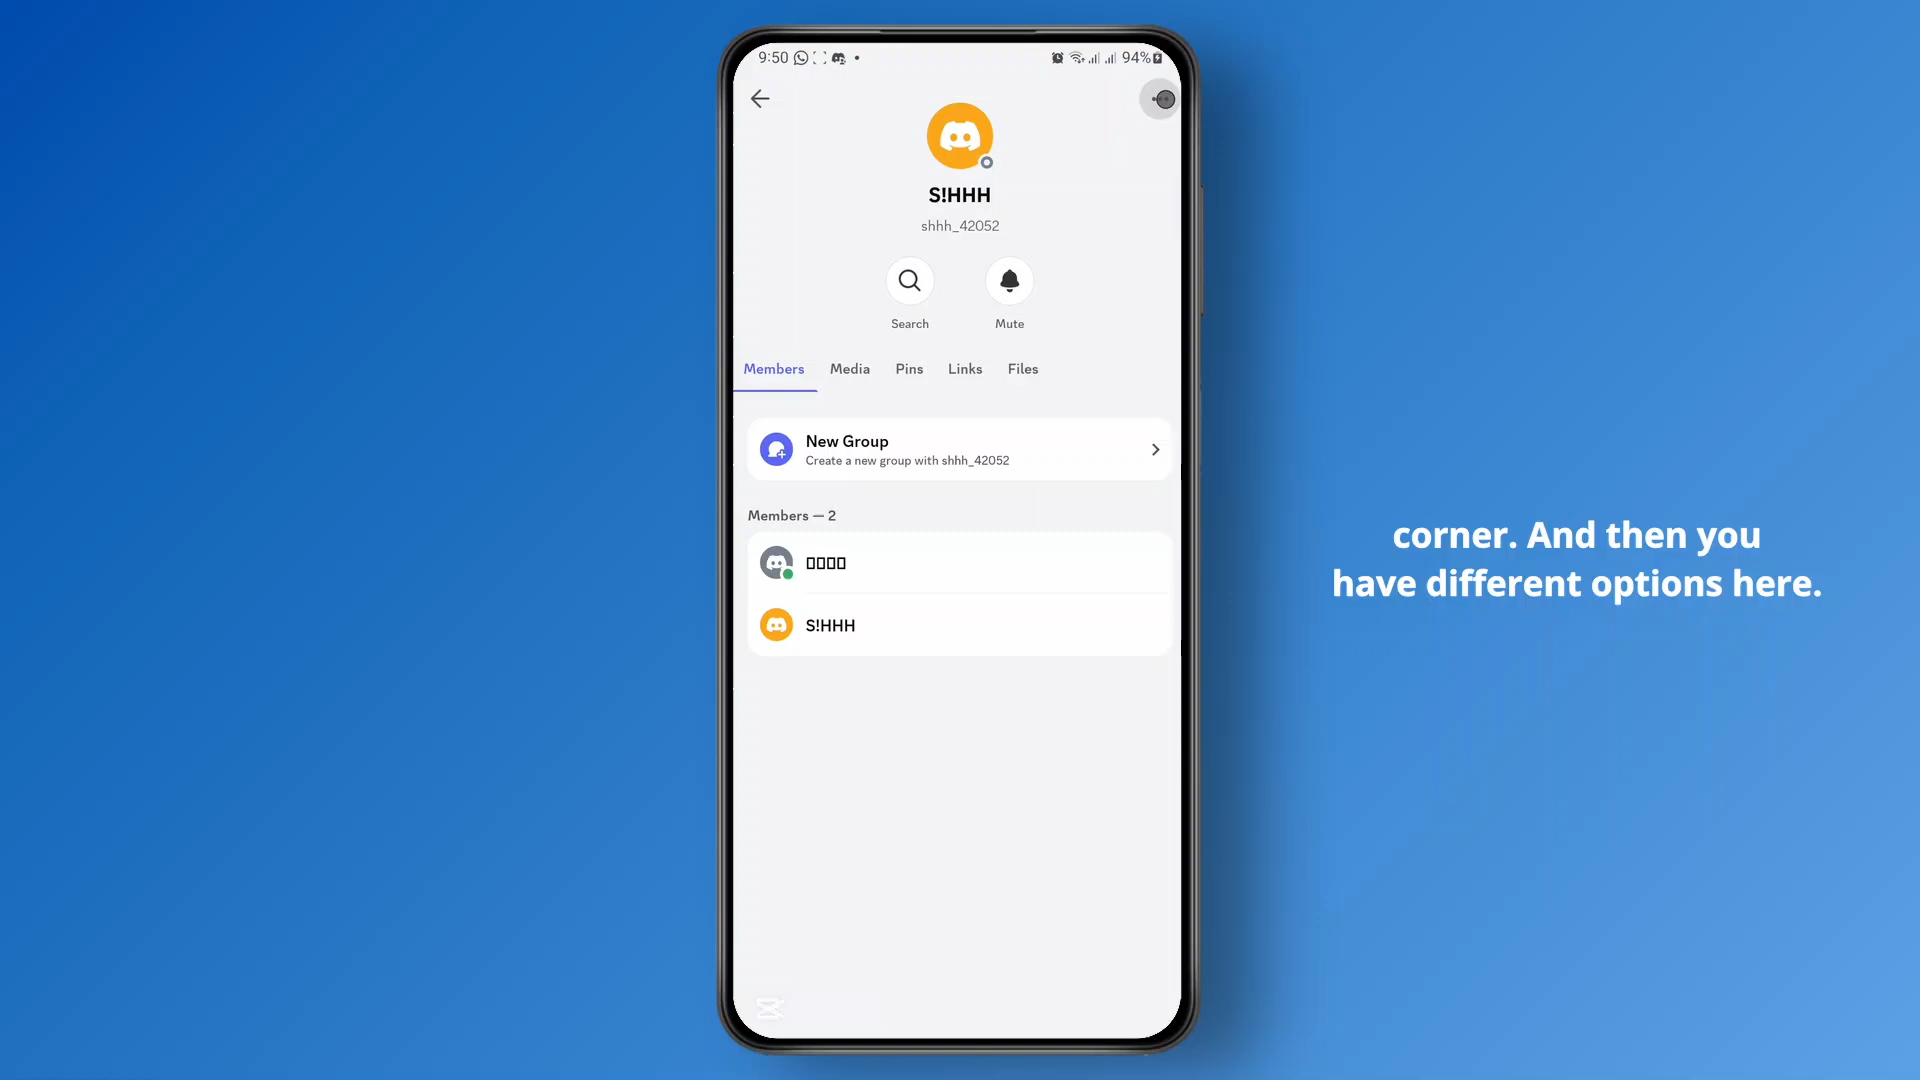 9:50
94%
S!HHH
shhh_42052
Search
Mute
Members
Media
Pins
Links
Files
New Group
Create a new group with shhh_42052
Members — 2
S!HHH
corner. And then you
have different options here.